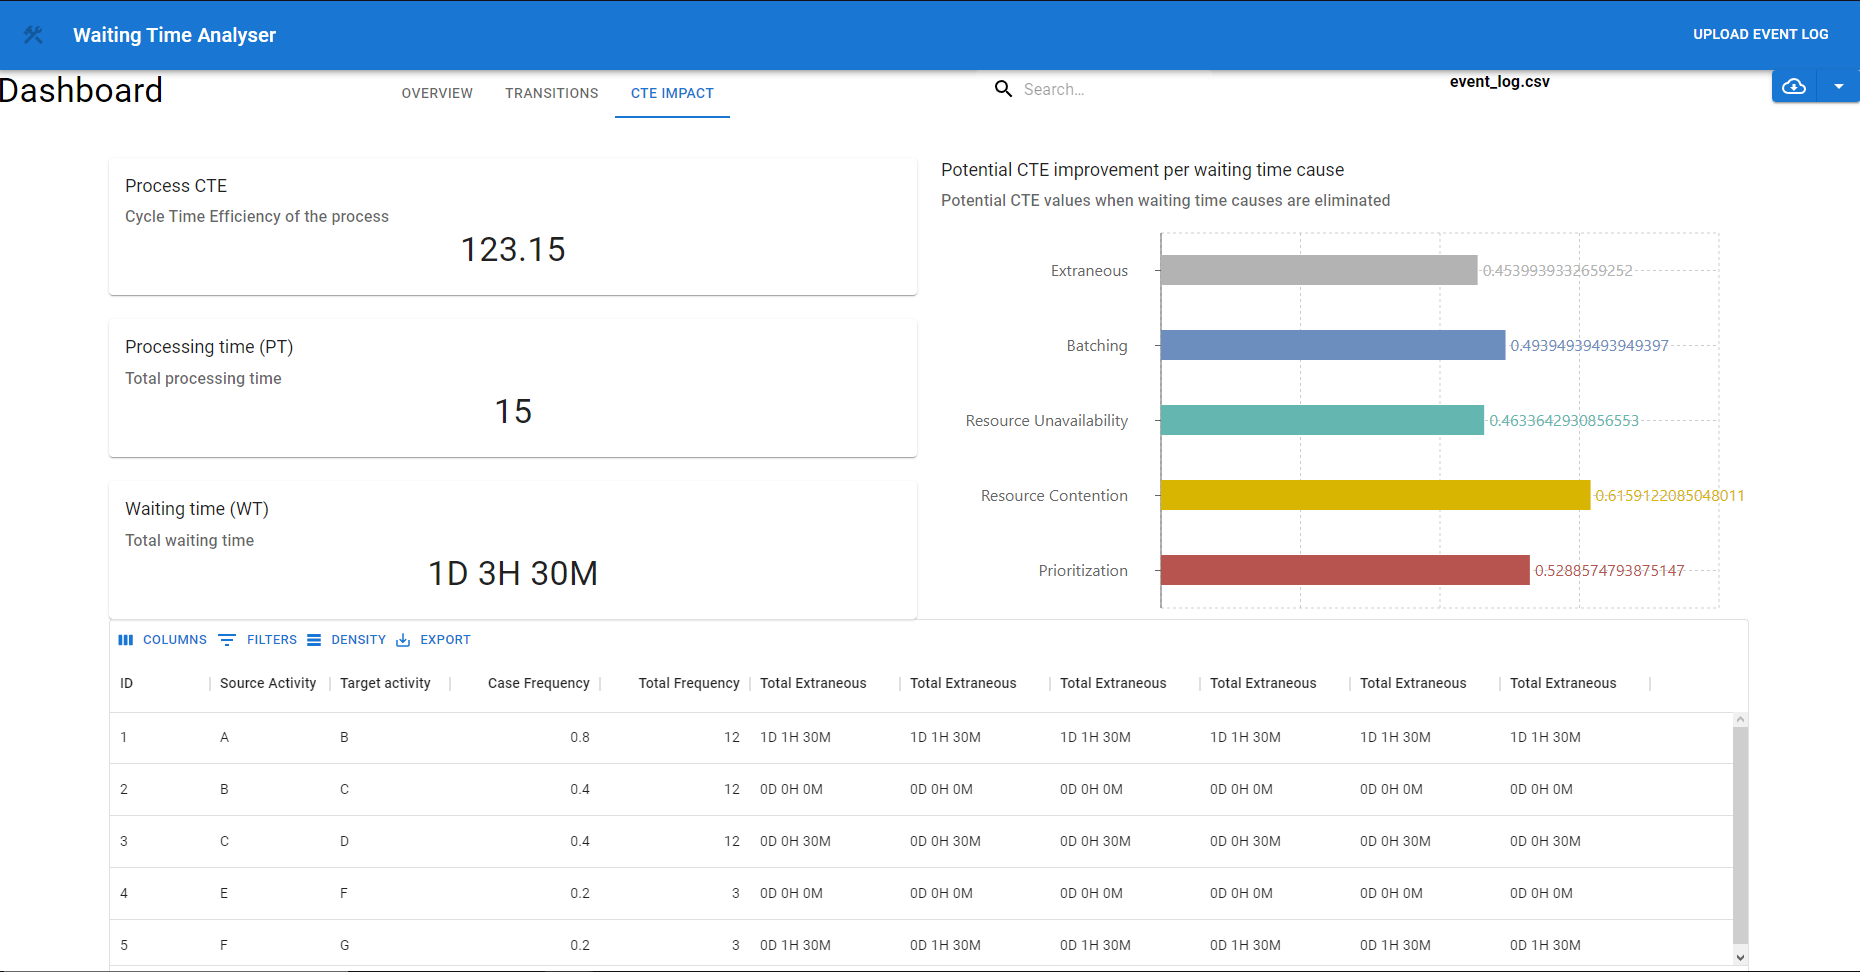 Waiting Time Analyser
UPLOAD EVENT LOG
Dashboard
OVERVIEW TRANSITIONS CTE IMPACT
Search...
event_log.csv
Process CTE
Cycle Time Efficiency of the process
123.15
Processing time (PT)
Total processing time
15
Waiting time (WT)
Total waiting time
1D 3H 30M
Potential CTE improvement per waiting time cause
Potential CTE values when waiting time causes are eliminated
Extraneous 0.4539939332659252
Batching 0.49394939493949397
Resource Unavailability 0.4633642930856553
Resource Contention 0.6159122085048011
Prioritization 0.5288574793875147
COLUMNS FILTERS DENSITY EXPORT
ID Source Activity Target activity Case Frequency Total Frequency Total Extraneous Total Extraneous Total Extraneous Total Extraneous Total Extraneous Total Extraneous
1 A B 0.8 12 1D 1H 30M 1D 1H 30M 1D 1H 30M 1D 1H 30M 1D 1H 30M 1D 1H 30M
2 B C 0.4 12 0D 0H 0M 0D 0H 0M 0D 0H 0M 0D 0H 0M 0D 0H 0M 0D 0H 0M
3 C D 0.4 12 0D 0H 30M 0D 0H 30M 0D 0H 30M 0D 0H 30M 0D 0H 30M 0D 0H 30M
4 E F 0.2 3 0D 0H 0M 0D 0H 0M 0D 0H 0M 0D 0H 0M 0D 0H 0M 0D 0H 0M
5 F G 0.2 3 0D 1H 30M 0D 1H 30M 0D 1H 30M 0D 1H 30M 0D 1H 30M 0D 1H 30M